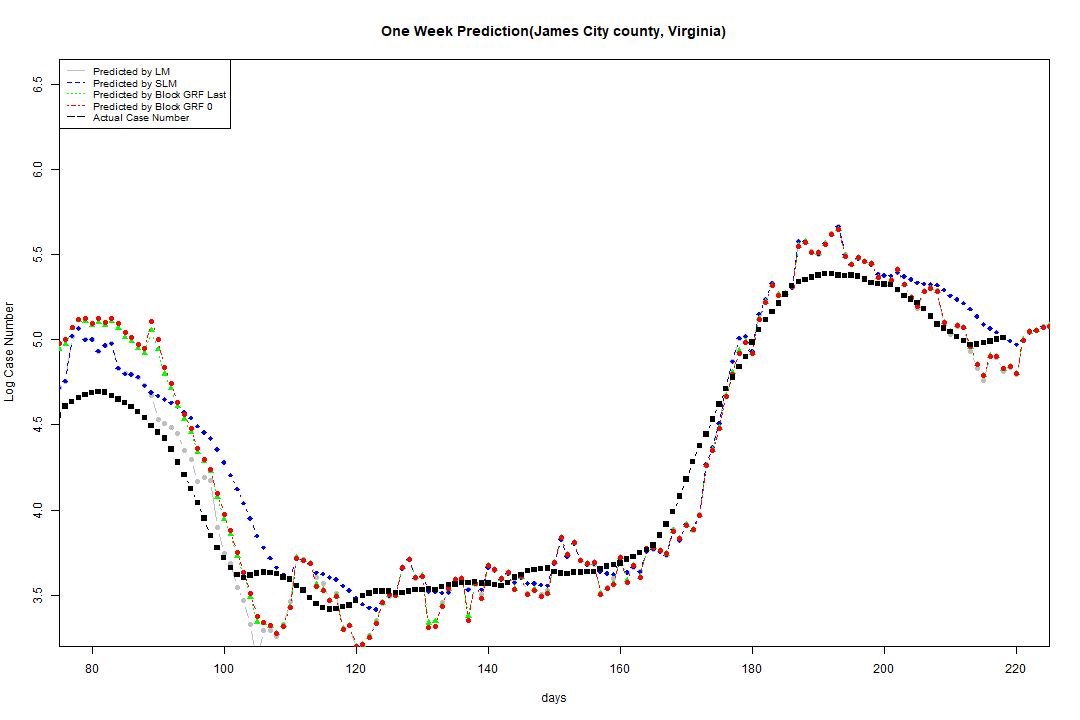 One Week Prediction(James City county, Virginia)
Predicted by LM
Predicted by SLM
Predicted by Block GRF Last
Predicted by Block GRF 0
Actual Case Number
6.5
6.0
5.5
5.0
4.5
4.0
3.5
Log Case Number
80 100 120 140 160 180 200 220
days